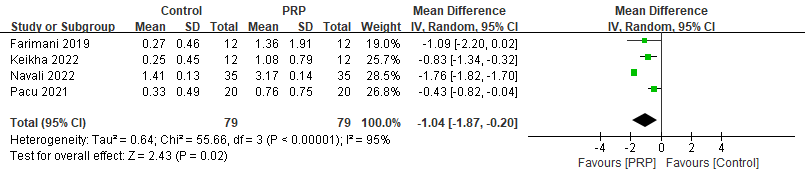 Control PRP Mean Difference Mean Difference
Study or Subgroup Mean SD Total Mean SD Total Weight IV, Random, 95% CI IV, Random, 95% CI
Farimani 2019 0.27 0.46 12 1.36 1.91 12 19.0% -1.09 [-2.20, 0.02]
Keikha 2022 0.25 0.45 12 1.08 0.79 12 25.7% -0.83 [-1.34, -0.32]
Navali 2022 1.41 0.13 35 3.17 0.14 35 28.5% -1.76 [-1.82, -1.70]
Pacu 2021 0.33 0.49 20 0.76 0.75 20 26.8% -0.43 [-0.82, -0.04]
Total (95% CI) 79 79 100.0% -1.04 [-1.87, -0.20]
Heterogeneity: Tau² = 0.64; Chi² = 55.66, df = 3 (P < 0.00001); I² = 95%
Test for overall effect: Z = 2.43 (P = 0.02)
-4 -2 0 2 4
Favours [PRP] Favours [Control]